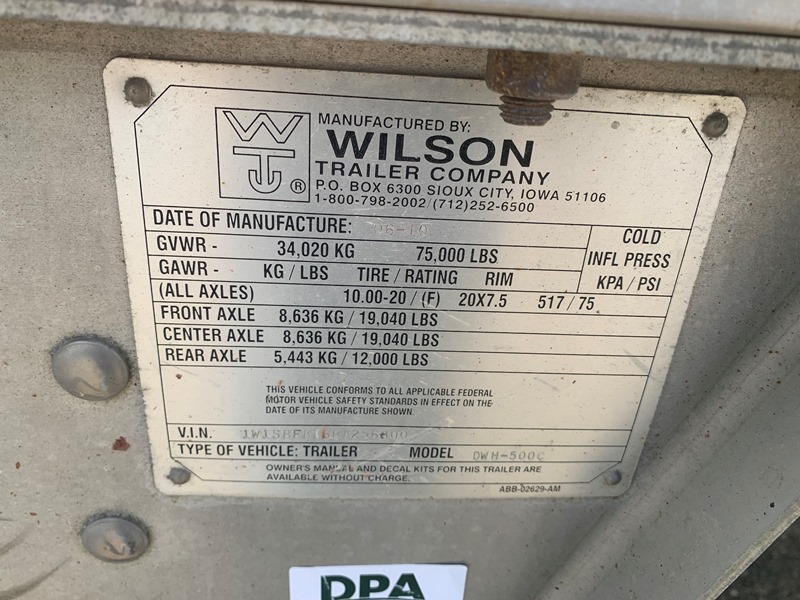 WTJ ®
MANUFACTURED BY:
WILSON
TRAILER COMPANY
P.O. BOX 6300 SIOUX CITY, IOWA 51106
1-800-798-2002/(712)252-6500
DATE OF MANUFACTURE:
GVWR - 34,020 KG 75,000 LBS
COLD
INFL PRESS
KPA / PSI
GAWR - KG / LBS TIRE / RATING RIM
(ALL AXLES) 10.00-20 / (F) 20X7.5 517 / 75
FRONT AXLE 8,636 KG / 19,040 LBS
CENTER AXLE 8,636 KG / 19,040 LBS
REAR AXLE 5,443 KG / 12,000 LBS
THIS VEHICLE CONFORMS TO ALL APPLICABLE FEDERAL
MOTOR VEHICLE SAFETY STANDARDS IN EFFECT ON THE
DATE OF ITS MANUFACTURE SHOWN.
V.I.N.
TYPE OF VEHICLE: TRAILER MODEL DWH-500C
OWNER'S MANUAL AND DECAL KITS FOR THIS TRAILER ARE
AVAILABLE WITHOUT CHARGE.
ABB-02629-AM
DPA